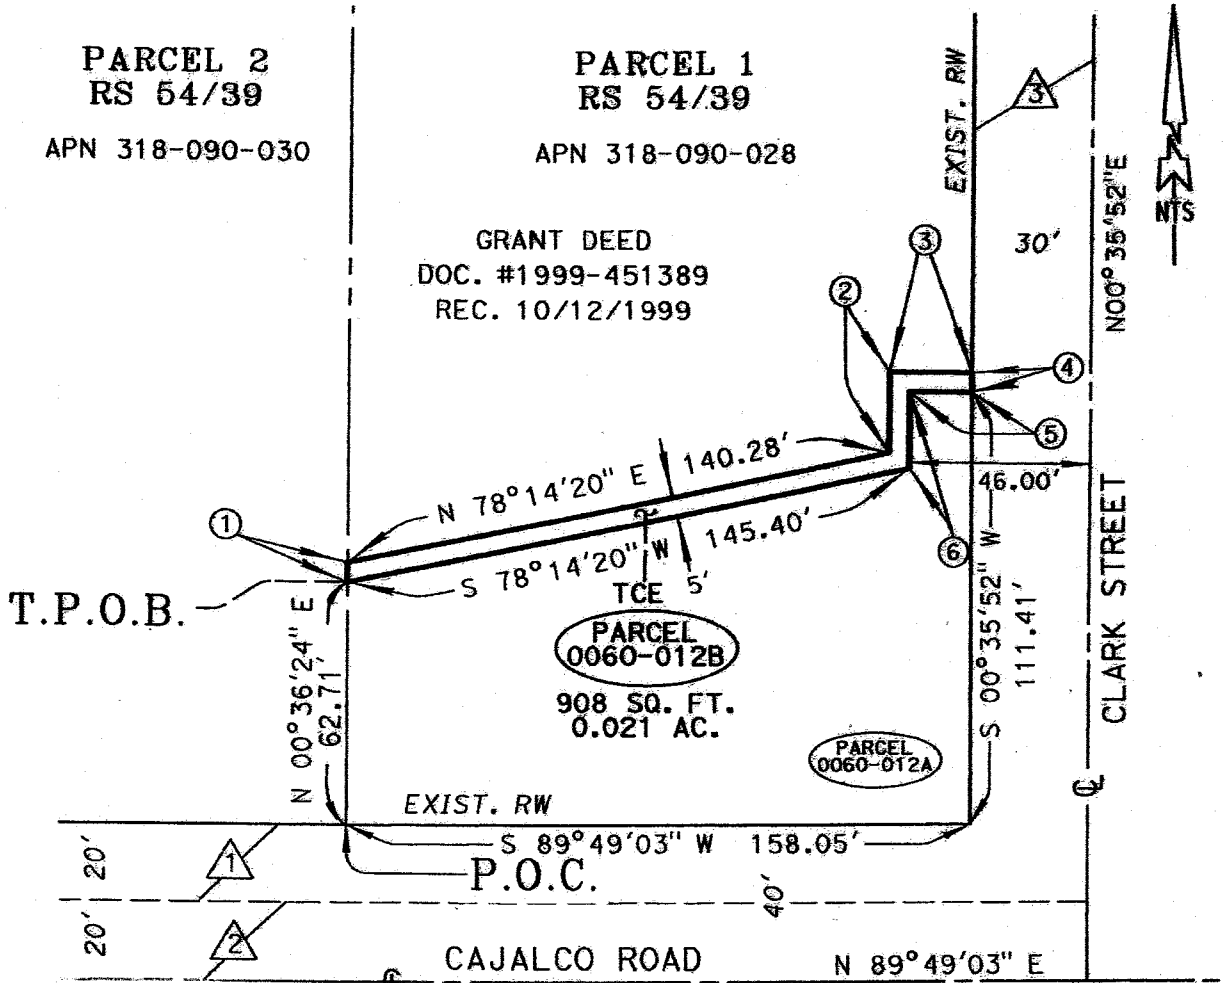 PARCEL 2
RS 54/39
APN 318-090-030
PARCEL 1
RS 54/39
APN 318-090-028
GRANT DEED
DOC. #1999-451389
REC. 10/12/1999
EXIST. RW
3
30'
N00°35'52"E
N
NTS
3
2
4
5
6
1
46.00'
N 78°14'20" E 140.28'
S 78°14'20" W 145.40'
5'
T.P.O.B.
TCE
PARCEL
0060-012B
908 SQ. FT.
0.021 AC.
PARCEL
0060-012A
N 00°36'24" E
62.71'
S 00°35'52" W
111.41'
CLARK STREET
CL
EXIST. RW
S 89°49'03" W 158.05'
P.O.C.
20'
1
40'
20'
2
CAJALCO ROAD
N 89°49'03" E